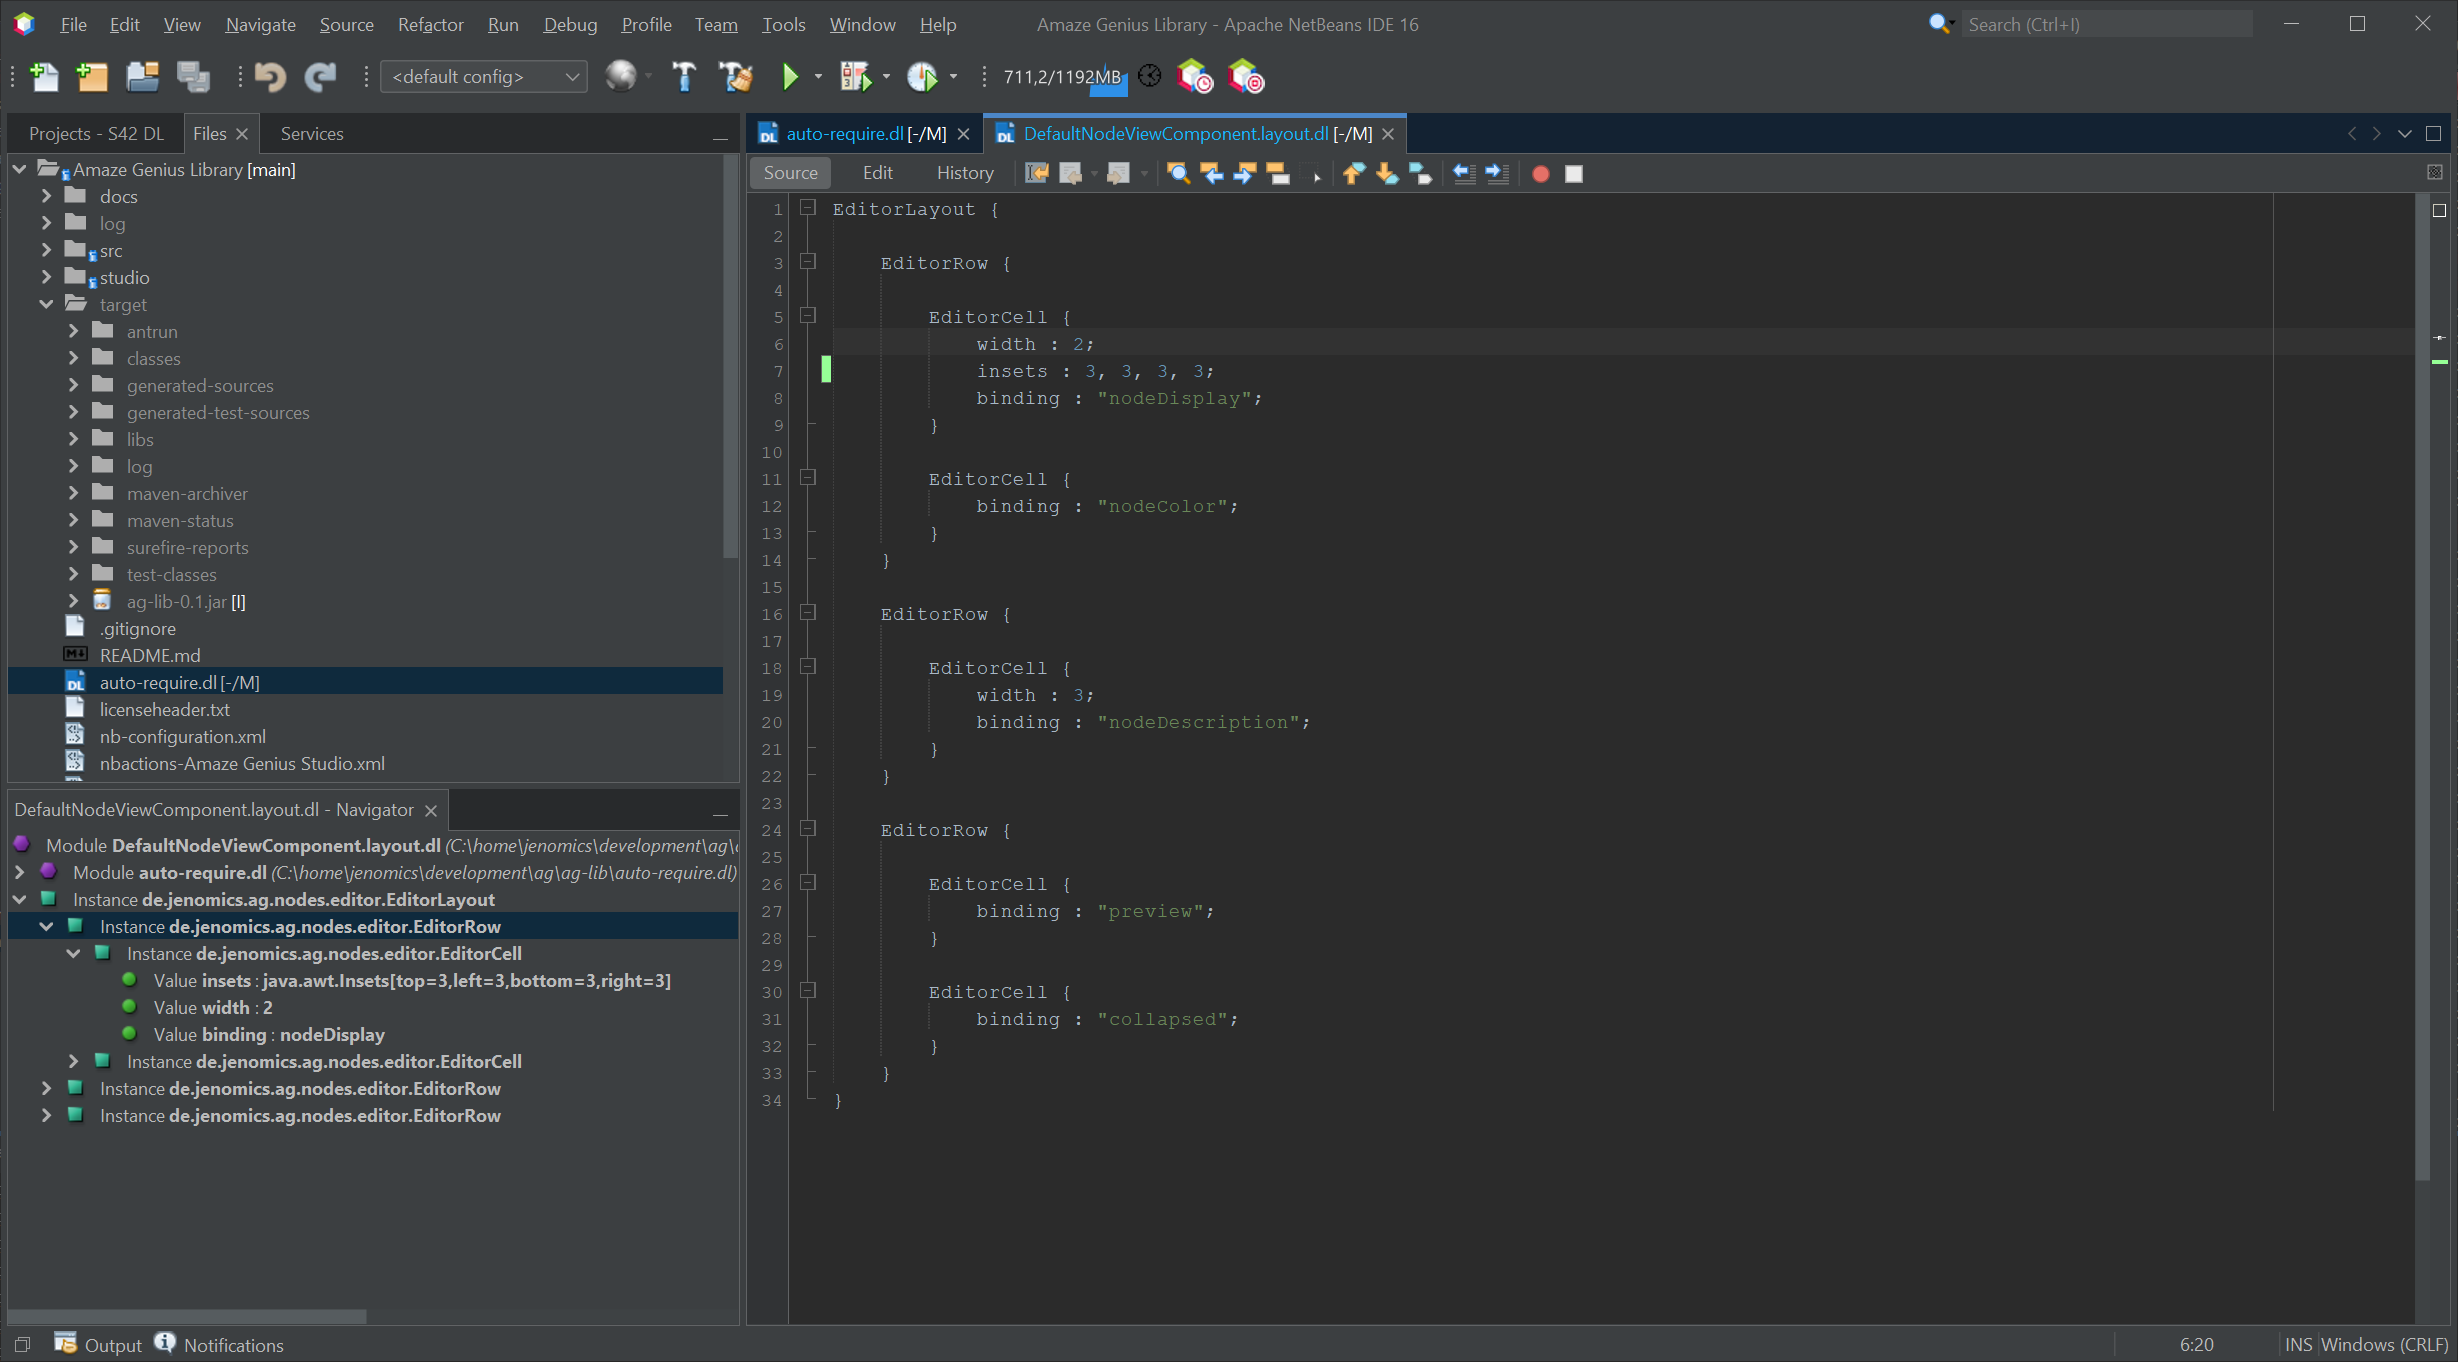 File Edit View Navigate Source Refactor Run Debug Profile Team Tools Window Help Amaze Genius Library - Apache NetBeans IDE 16 Search (Ctrl+I)
<default config> 711,2/1192MB
Projects - S42 DL Files Services
Amaze Genius Library [main]
docs
log
src
studio
target
antrun
classes
generated-sources
generated-test-sources
libs
log
maven-archiver
maven-status
surefire-reports
test-classes
ag-lib-0.1.jar [I]
.gitignore
README.md
auto-require.dl [-/M]
licenseheader.txt
nb-configuration.xml
nbactions-Amaze Genius Studio.xml
DefaultNodeViewComponent.layout.dl - Navigator
Module DefaultNodeViewComponent.layout.dl (C:\home\jenomics\development\ag\
Module auto-require.dl (C:\home\jenomics\development\ag\ag-lib\auto-require.dl)
Instance de.jenomics.ag.nodes.editor.EditorLayout
Instance de.jenomics.ag.nodes.editor.EditorRow
Instance de.jenomics.ag.nodes.editor.EditorCell
Value insets : java.awt.Insets[top=3,left=3,bottom=3,right=3]
Value width : 2
Value binding : nodeDisplay
Instance de.jenomics.ag.nodes.editor.EditorCell
Instance de.jenomics.ag.nodes.editor.EditorRow
Instance de.jenomics.ag.nodes.editor.EditorRow
auto-require.dl [-/M] DefaultNodeViewComponent.layout.dl [-/M]
Source Edit History
1 EditorLayout {
2
3 EditorRow {
4
5 EditorCell {
6 width : 2;
7 insets : 3, 3, 3, 3;
8 binding : "nodeDisplay";
9 }
10
11 EditorCell {
12 binding : "nodeColor";
13 }
14 }
15
16 EditorRow {
17
18 EditorCell {
19 width : 3;
20 binding : "nodeDescription";
21 }
22 }
23
24 EditorRow {
25
26 EditorCell {
27 binding : "preview";
28 }
29
30 EditorCell {
31 binding : "collapsed";
32 }
33 }
34 }
Output Notifications 6:20 INS Windows (CRLF)